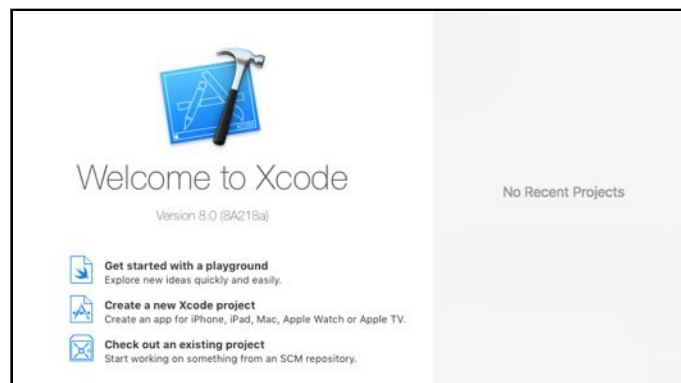 Welcome to Xcode
Version 8.0 (8A218a)
No Recent Projects
Get started with a playground
Explore new ideas quickly and easily.
Create a new Xcode project
Create an app for iPhone, iPad, Mac, Apple Watch or Apple TV.
Check out an existing project
Start working on something from an SCM repository.